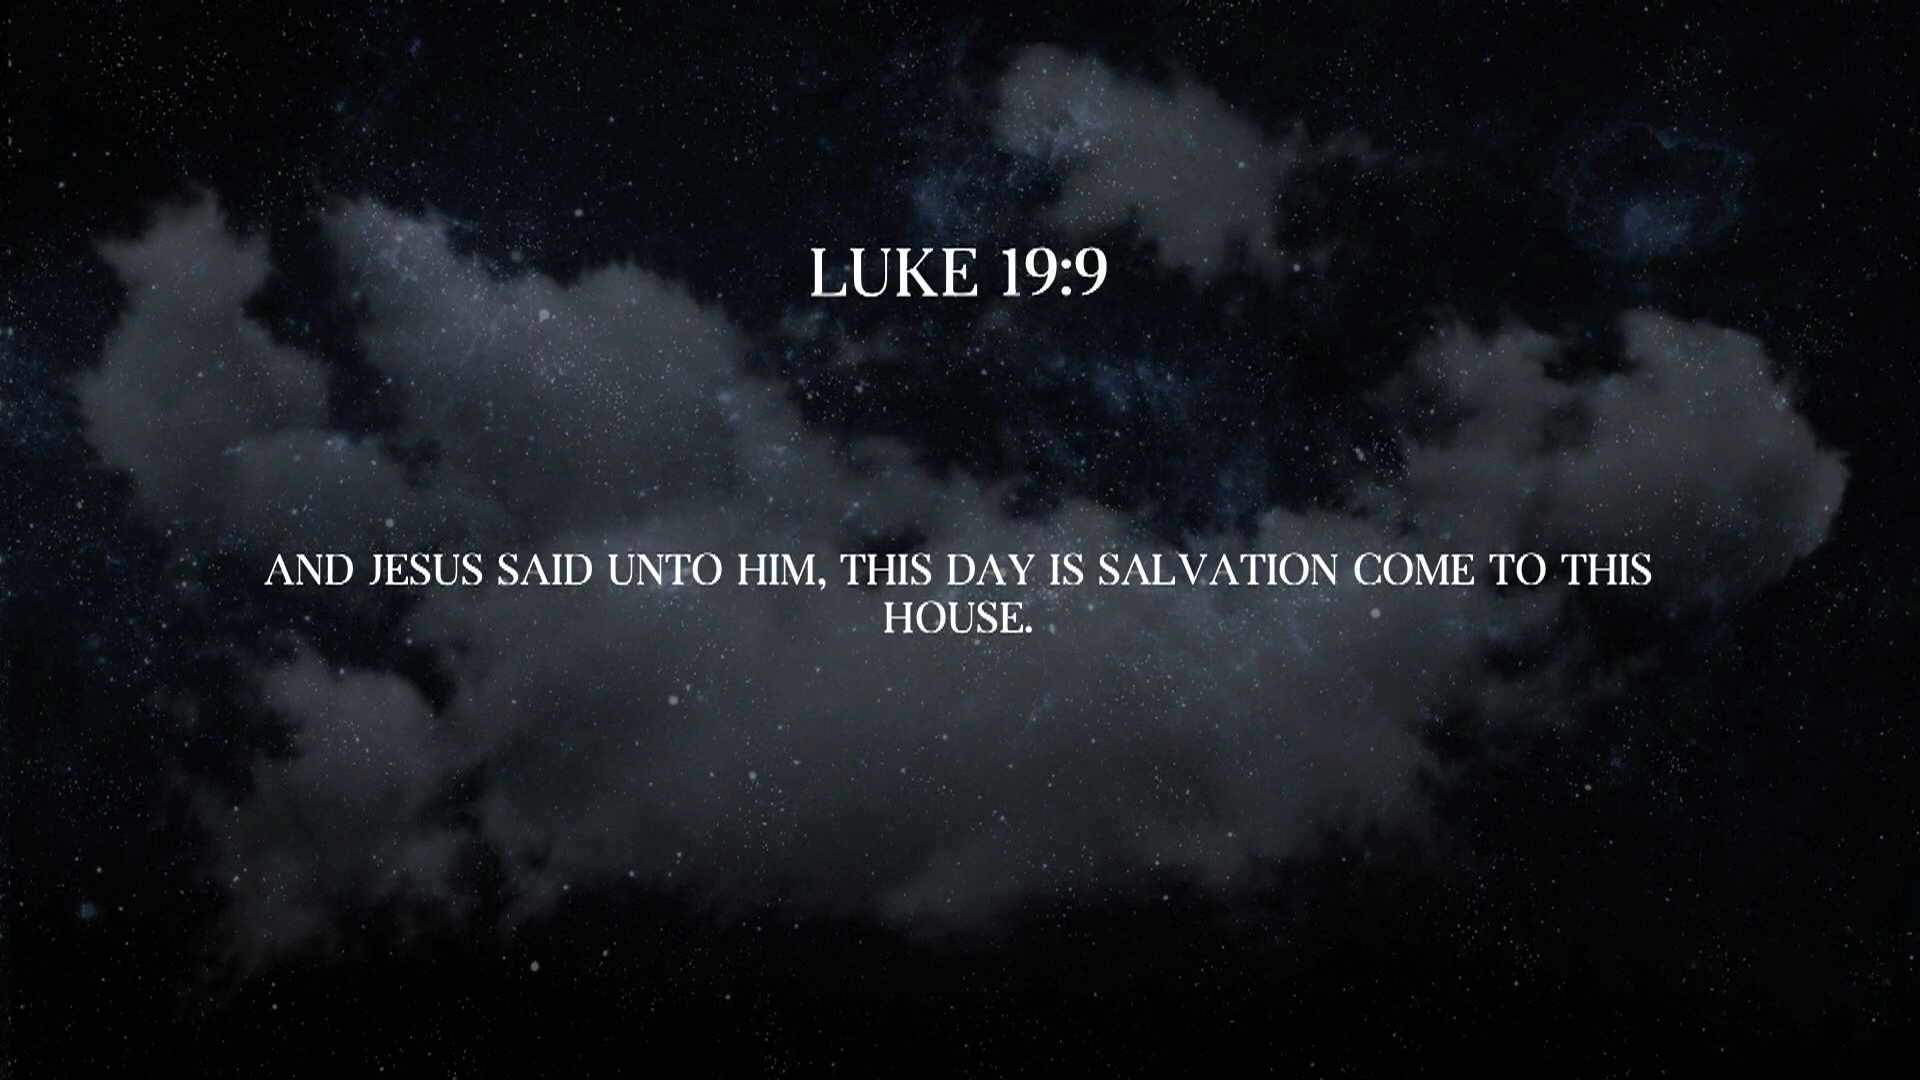 LUKE 19:9
AND JESUS SAID UNTO HIM, THIS DAY IS SALVATION COME TO THIS
HOUSE.